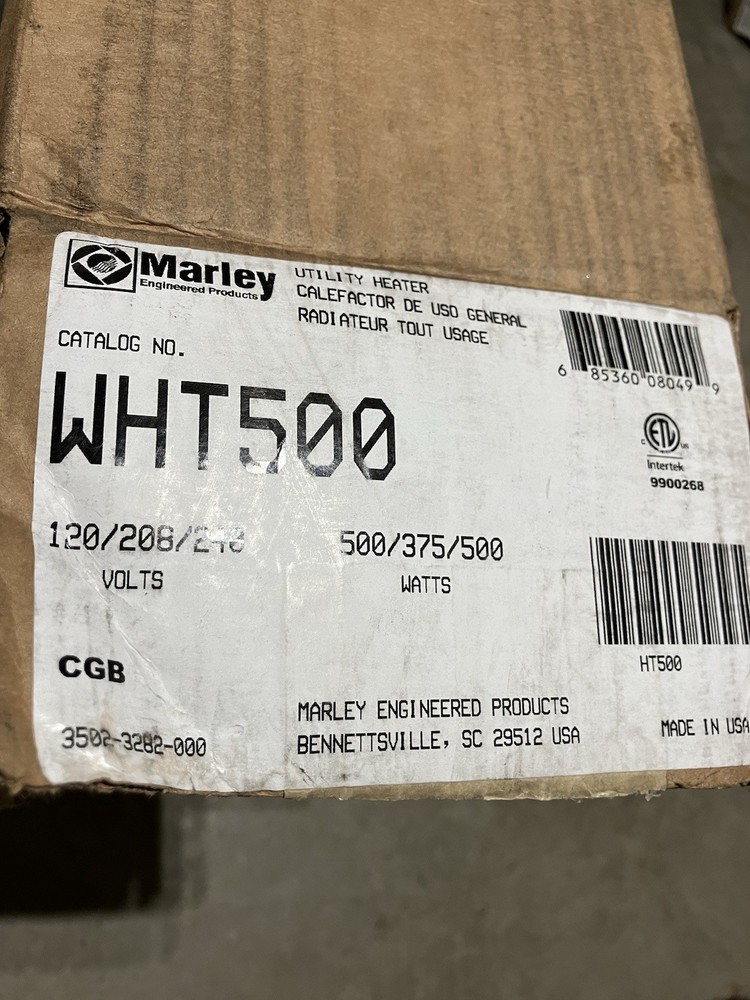 Marley
Engineered Products
UTILITY HEATER
CALEFACTOR DE USO GENERAL
RADIATEUR TOUT USAGE
6 85360 08049 9
CATALOG NO.
WHT500
C ETL US
Intertek
9900268
120/208/240
500/375/500
VOLTS
WATTS
HT500
CGB
MARLEY ENGINEERED PRODUCTS
BENNETTSVILLE, SC 29512 USA
MADE IN USA
3502-3282-000